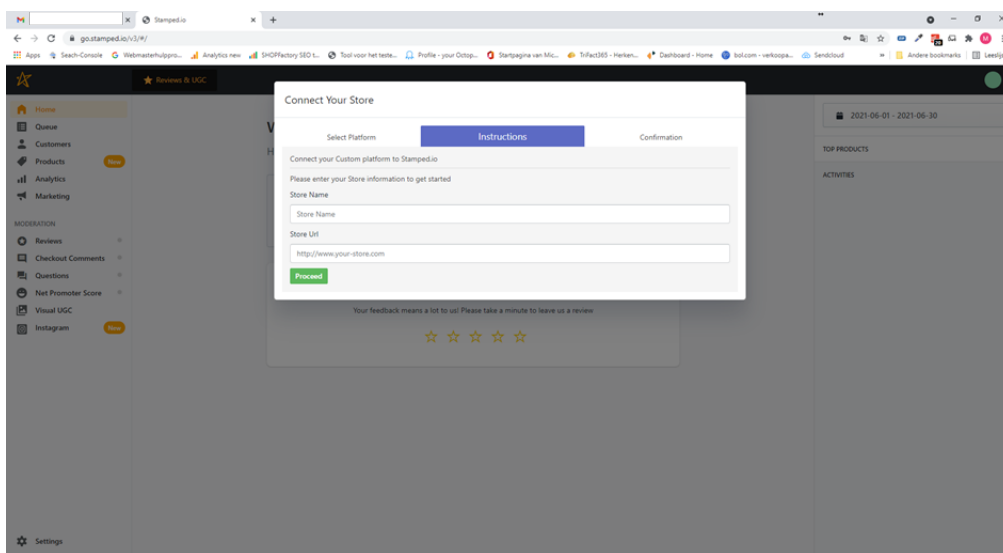 Stamped.io
go.stamped.io/v3/#/
Apps Seach-Console Webmasterhulppro... Analytics new SHOPFactory SEO t... Tool voor het teste... Profile - your Octop... Startpagina van Mic... TriFact365 - Herken... Dashboard - Home bol.com - verkoopa... Sendcloud » Andere bookmarks Leeslij
Reviews & UGC
Connect Your Store
Select Platform Instructions Confirmation
Connect your Custom platform to Stamped.io
Please enter your Store information to get started
Store Name
Store Name
Store Url
http://www.your-store.com
Proceed
Your feedback means a lot to us! Please take a minute to leave us a review
Home
Queue
Customers
Products New
Analytics
Marketing
MODERATION
Reviews
Checkout Comments
Questions
Net Promoter Score
Visual UGC
Instagram New
Settings
2021-06-01 - 2021-06-30
TOP PRODUCTS
ACTIVITIES